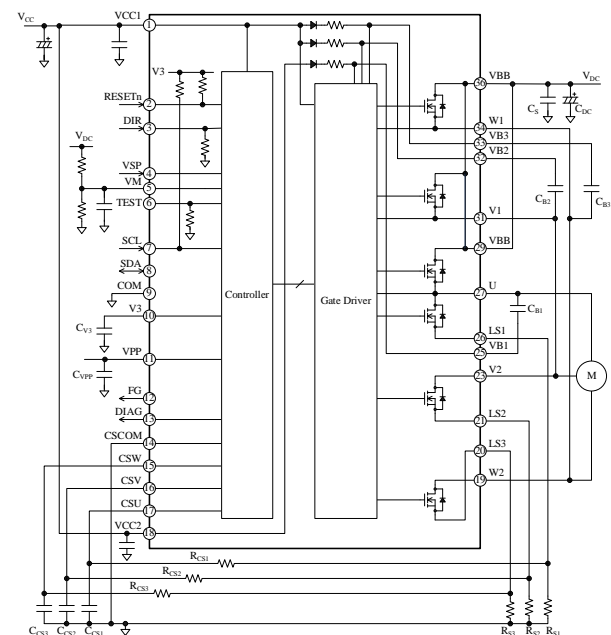 VCC
VCC1
1
V3
RESETn
2
DIR
3
VDC
VSP
4
VM
5
TEST
6
SCL
7
SDA
8
COM
9
V3
10
CV3
VPP
11
CVPP
FG
12
DIAG
13
CSCOM
14
CSW
15
CSV
16
CSU
17
VCC2
18
Controller
Gate Driver
36
VBB
VDC
CS
CDC
34
W1
33
VB3
32
VB2
CB2
CB3
31
V1
29
VBB
27
U
CB1
26
LS1
25
VB1
23
V2
M
21
LS2
20
LS3
19
W2
RCS1
RCS2
RCS3
CCS3
CCS2
CCS1
RS3
RS2
RS1